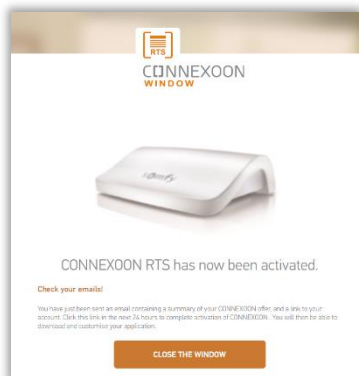 RTS
CONNEXOON
WINDOW
somfy
CONNEXOON RTS has now been activated.
Check your emails!
You have just been sent an email containing a summary of your CONNEXOON offer, and a link to your
account. Click this link in the next 24 hours to complete activation of CONNEXOON. You will then be able to
download and customise your application.
CLOSE THE WINDOW